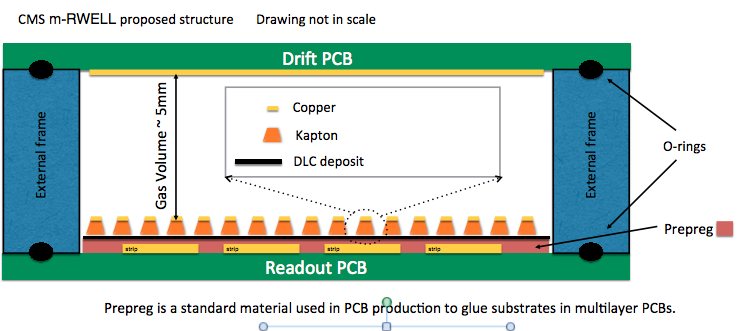 CMS m-RWELL proposed structure Drawing not in scale
Drift PCB
External frame
Gas Volume ~ 5mm
Copper
Kapton
DLC deposit
External frame
O-rings
Prepreg
strip strip strip strip
Readout PCB
Prepreg is a standard material used in PCB production to glue substrates in multilayer PCBs.